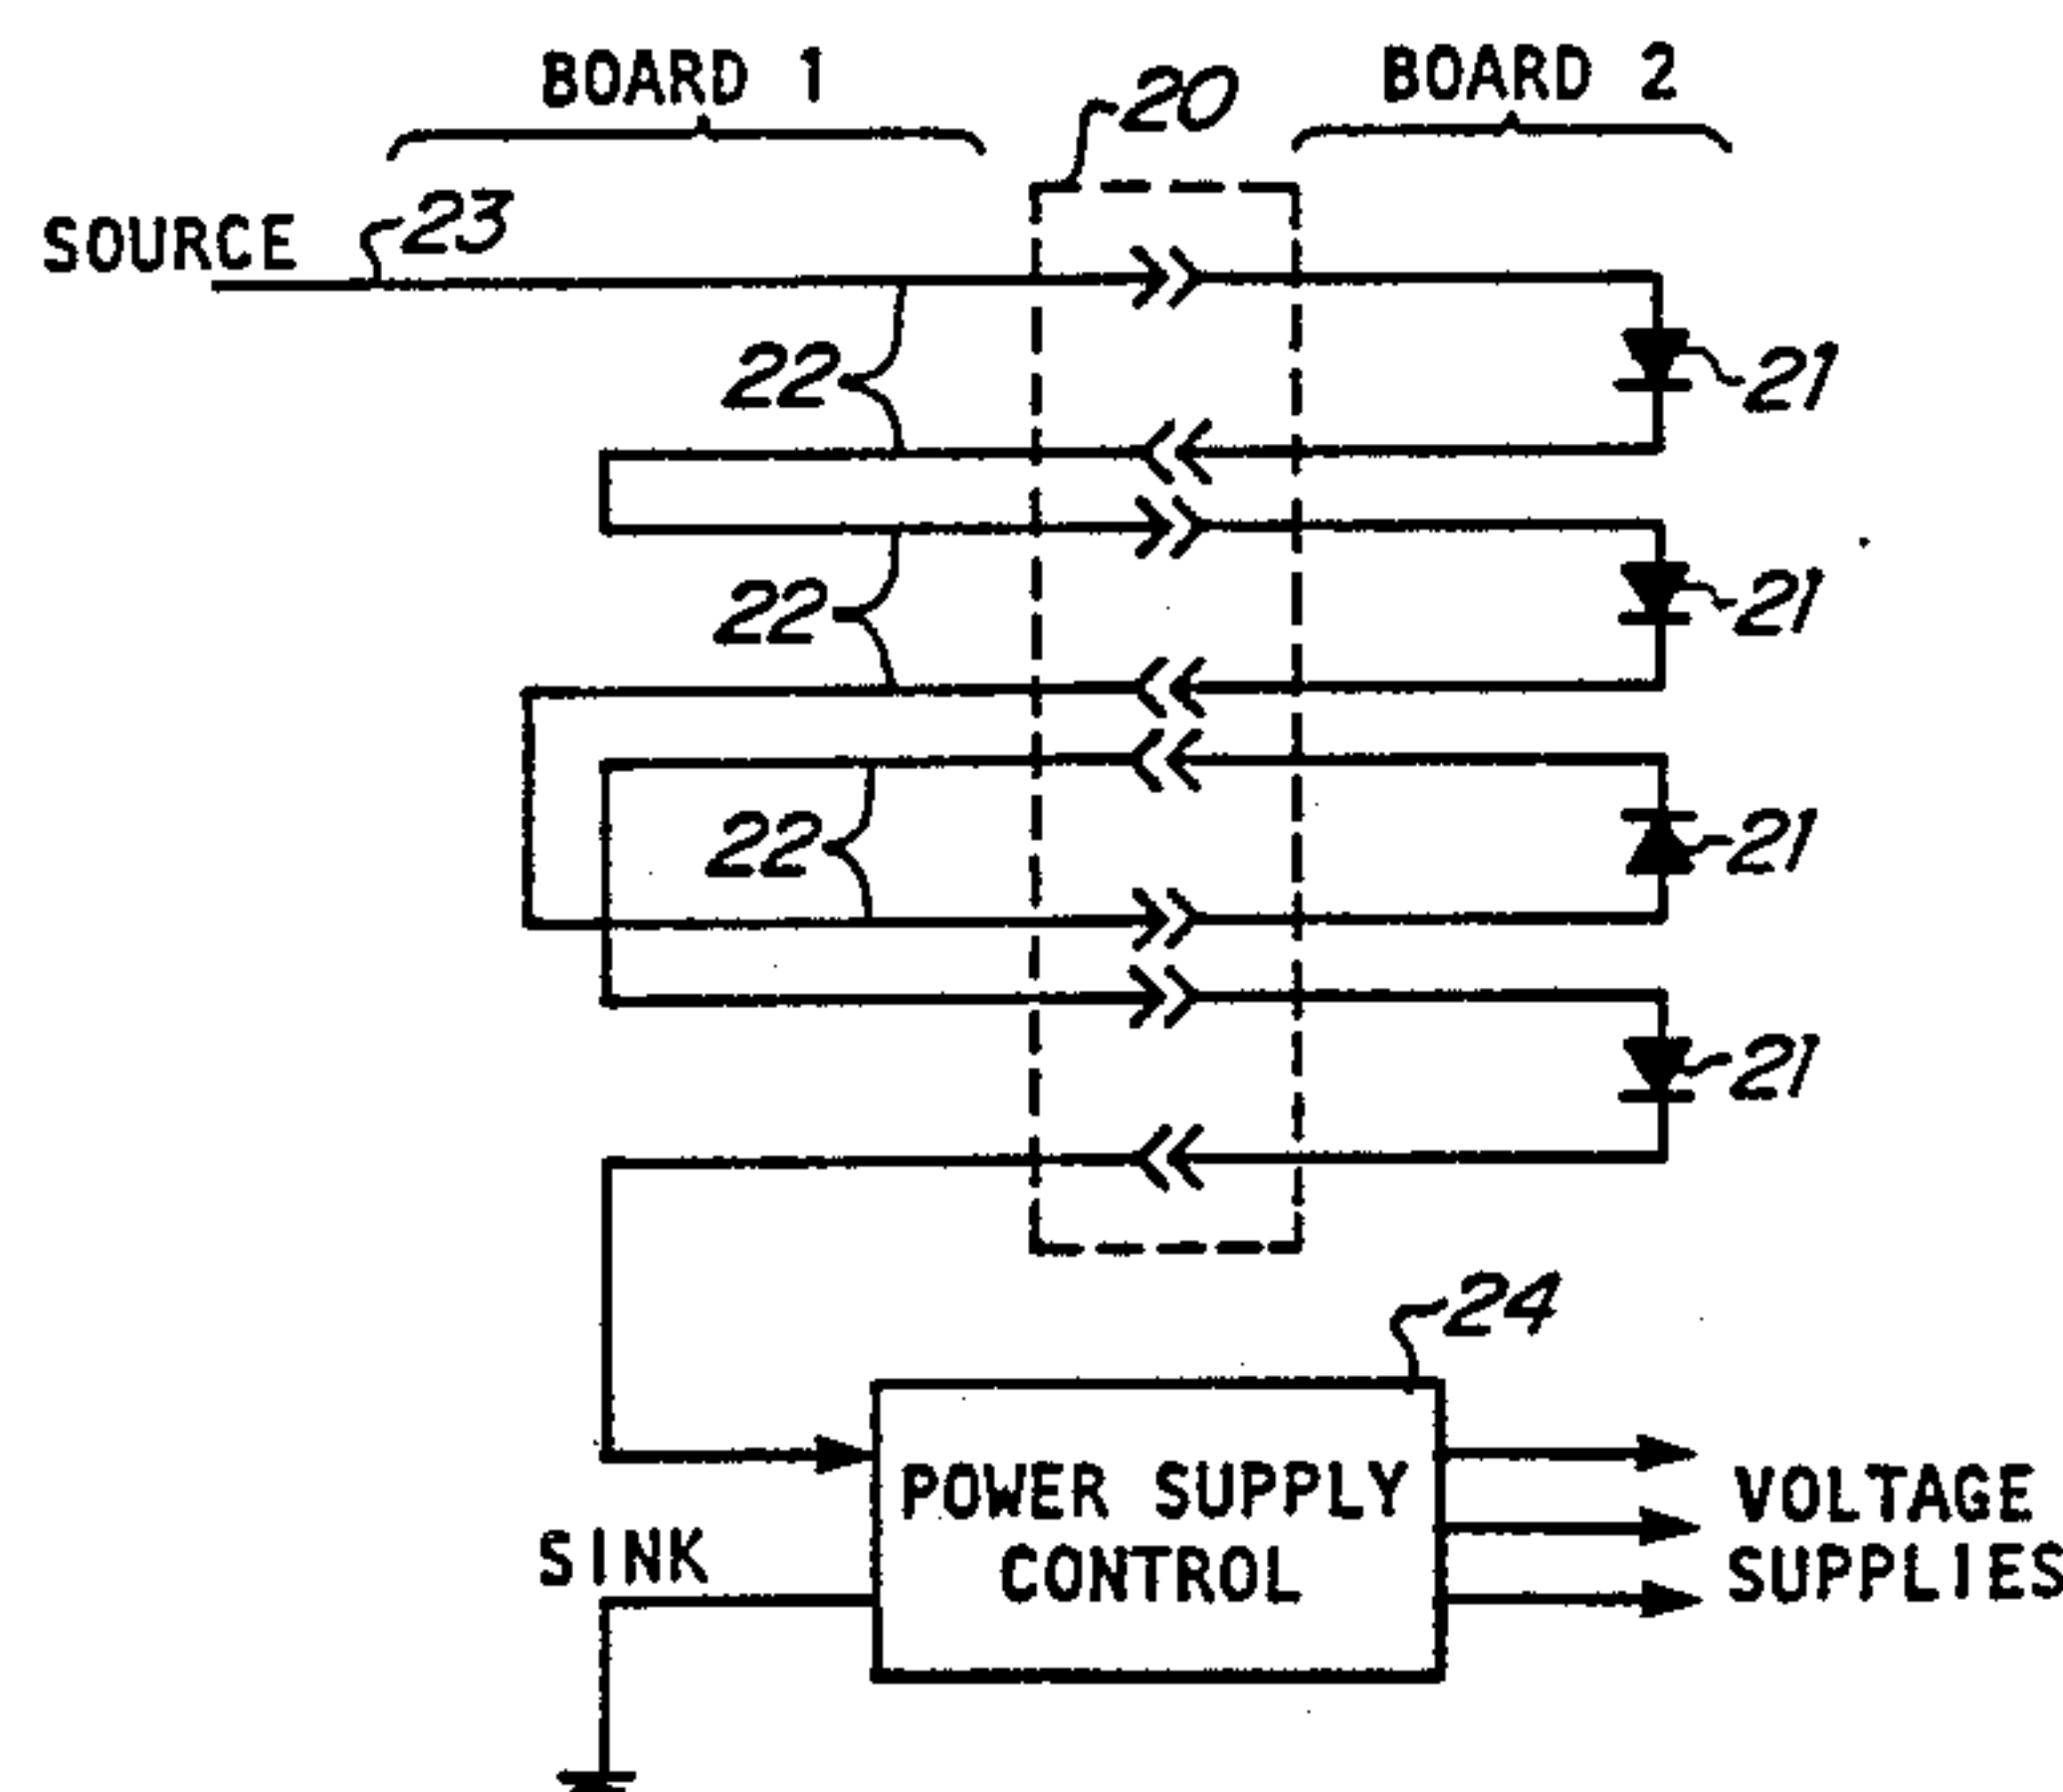 BOARD 1
20
BOARD 2
SOURCE
23
22
21
22
21
22
21
21
24
POWER SUPPLY
CONTROL
VOLTAGE
SUPPLIES
SINK